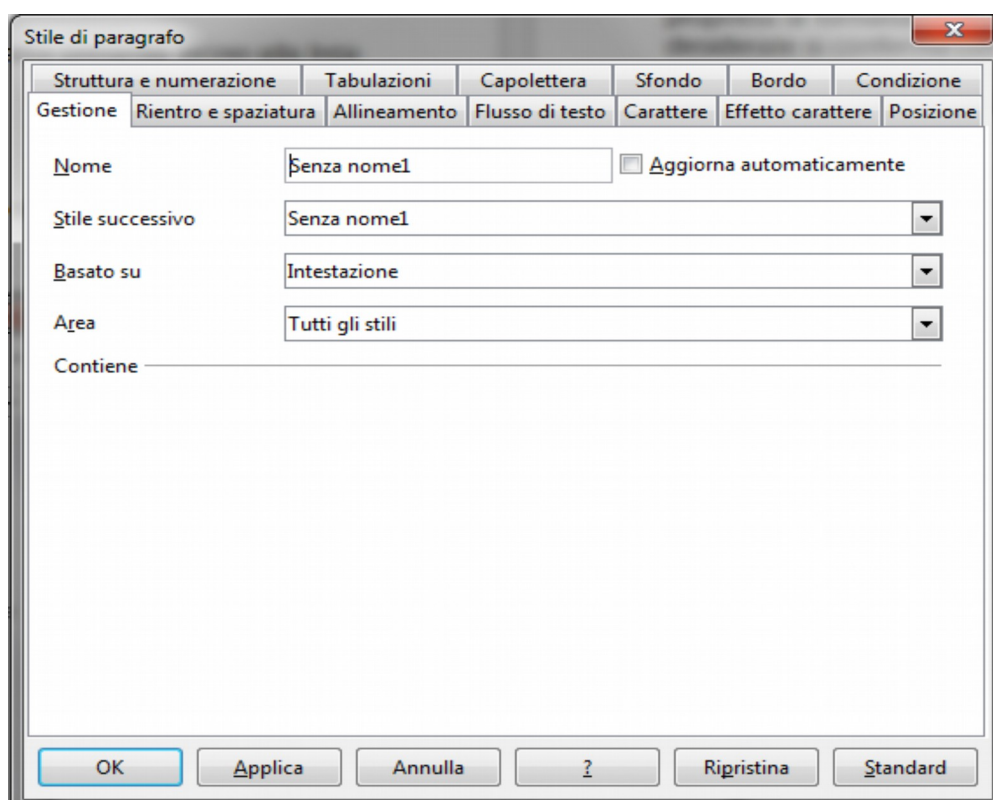 Stile di paragrafo
Struttura e numerazione Tabulazioni Capolettera Sfondo Bordo Condizione
Gestione Rientro e spaziatura Allineamento Flusso di testo Carattere Effetto carattere Posizione
Nome Senza nome1 Aggiorna automaticamente
Stile successivo Senza nome1
Basato su Intestazione
Area Tutti gli stili
Contiene
OK Applica Annulla ? Ripristina Standard